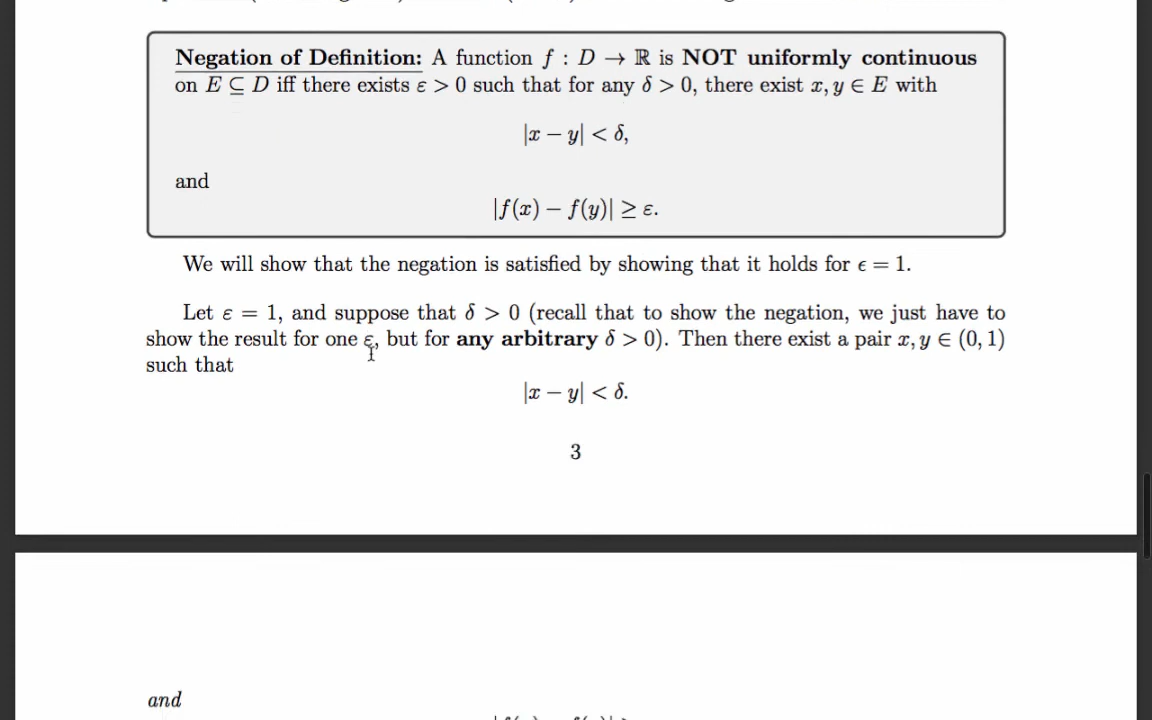 Negation of Definition: A function f : D → ℝ is NOT uniformly continuous
on E ⊆ D iff there exists ε > 0 such that for any δ > 0, there exist x, y ∈ E with
|x − y| < δ,
and
|f(x) − f(y)| ≥ ε.
We will show that the negation is satisfied by showing that it holds for ϵ = 1.
Let ε = 1, and suppose that δ > 0 (recall that to show the negation, we just have to
show the result for one ε, but for any arbitrary δ > 0). Then there exist a pair x, y ∈ (0, 1)
such that
|x − y| < δ.
3
and